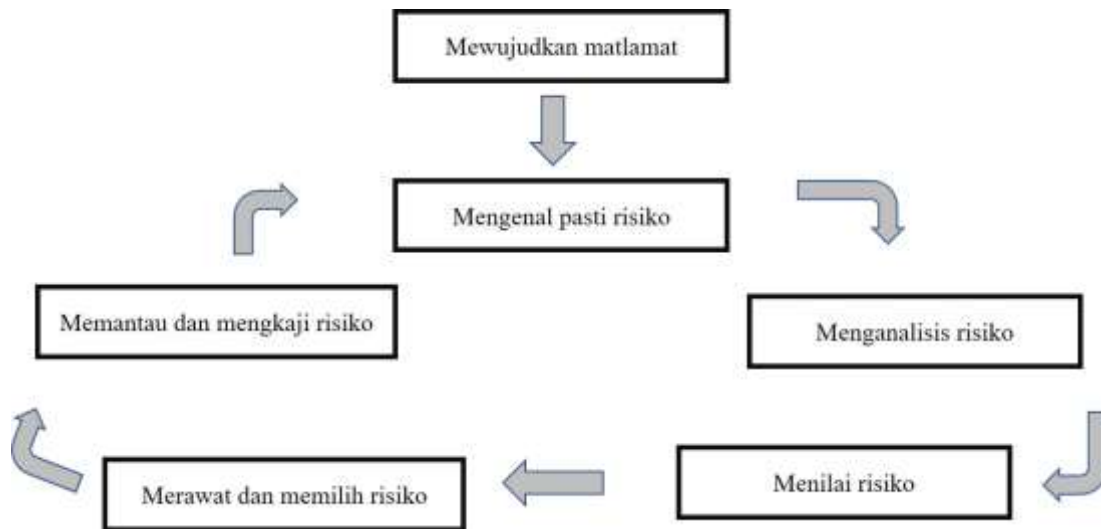 Mewujudkan matlamat
Mengenal pasti risiko
Menganalisis risiko
Menilai risiko
Merawat dan memilih risiko
Memantau dan mengkaji risiko